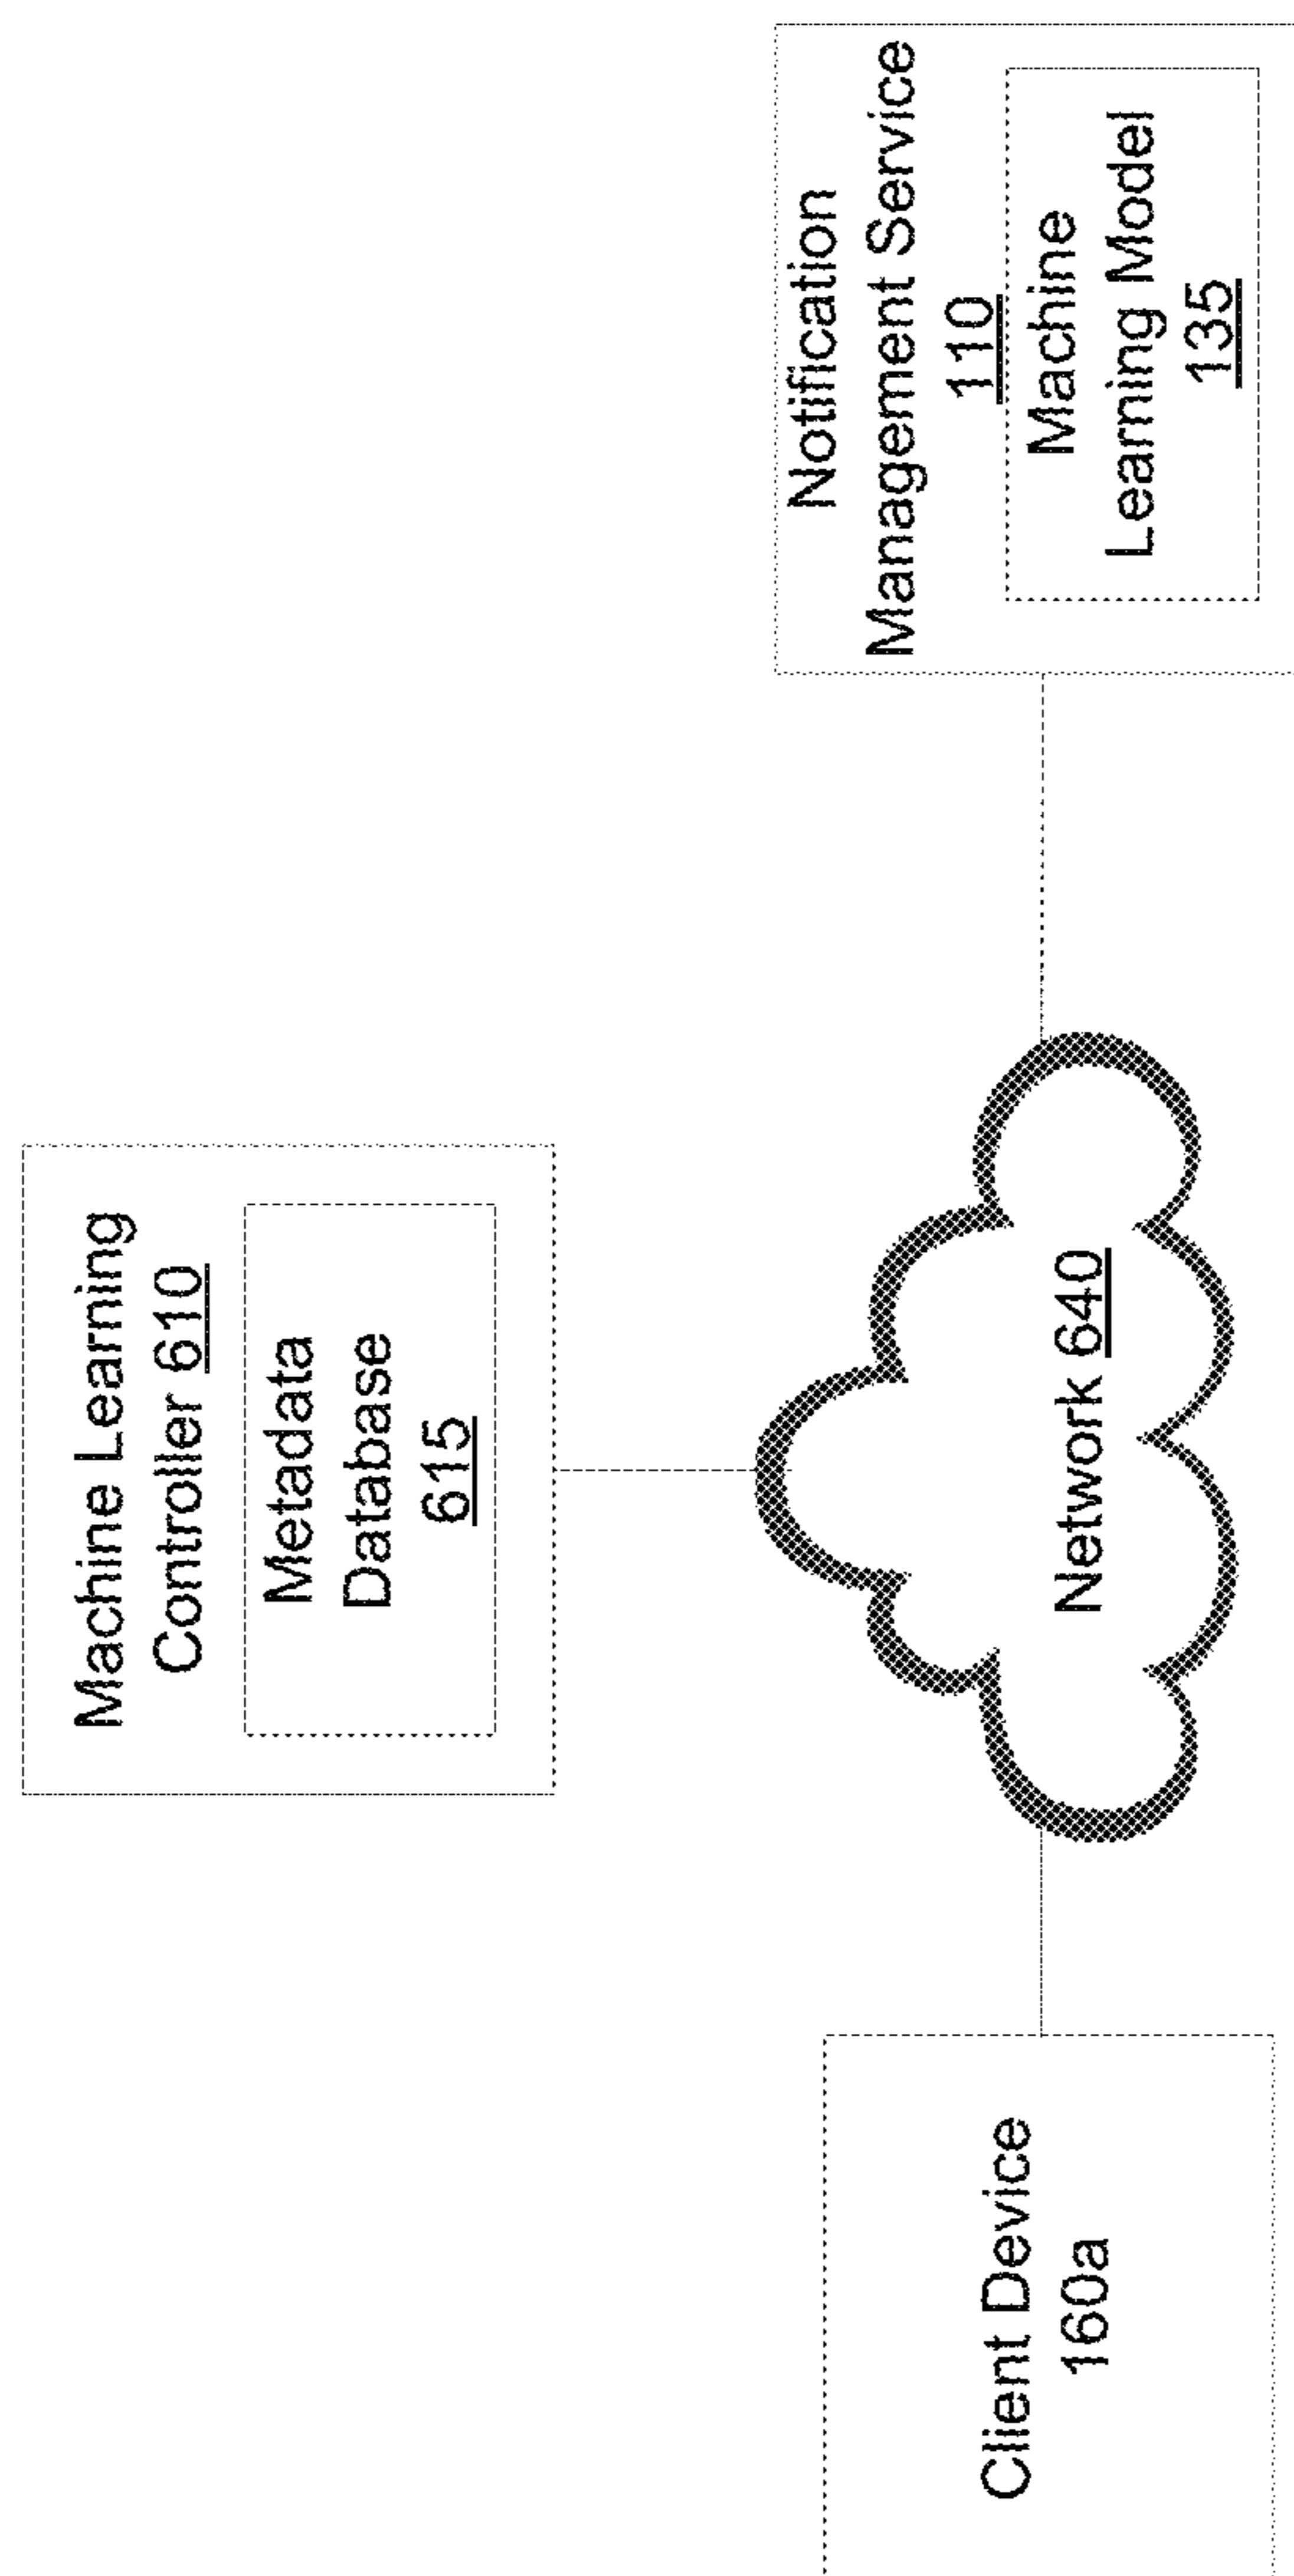 Machine Learning
Controller 610
Metadata
Database
615
Client Device
160a
Network 640
Notification
Management Service
110
Machine
Learning Model
135